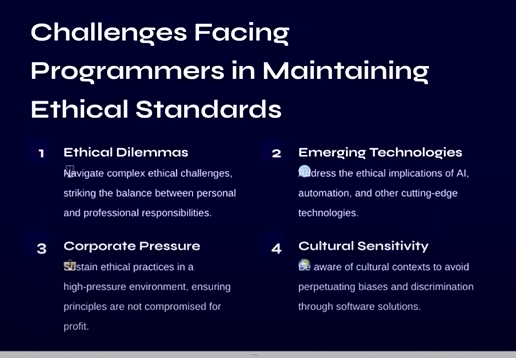 Challenges Facing
Programmers in Maintaining
Ethical Standards
1 Ethical Dilemmas
Navigate complex ethical challenges,
striking the balance between personal
and professional responsibilities.
2 Emerging Technologies
Address the ethical implications of AI,
automation, and other cutting-edge
technologies.
3 Corporate Pressure
Sustain ethical practices in a
high-pressure environment, ensuring
principles are not compromised for
profit.
4 Cultural Sensitivity
Be aware of cultural contexts to avoid
perpetuating biases and discrimination
through software solutions.